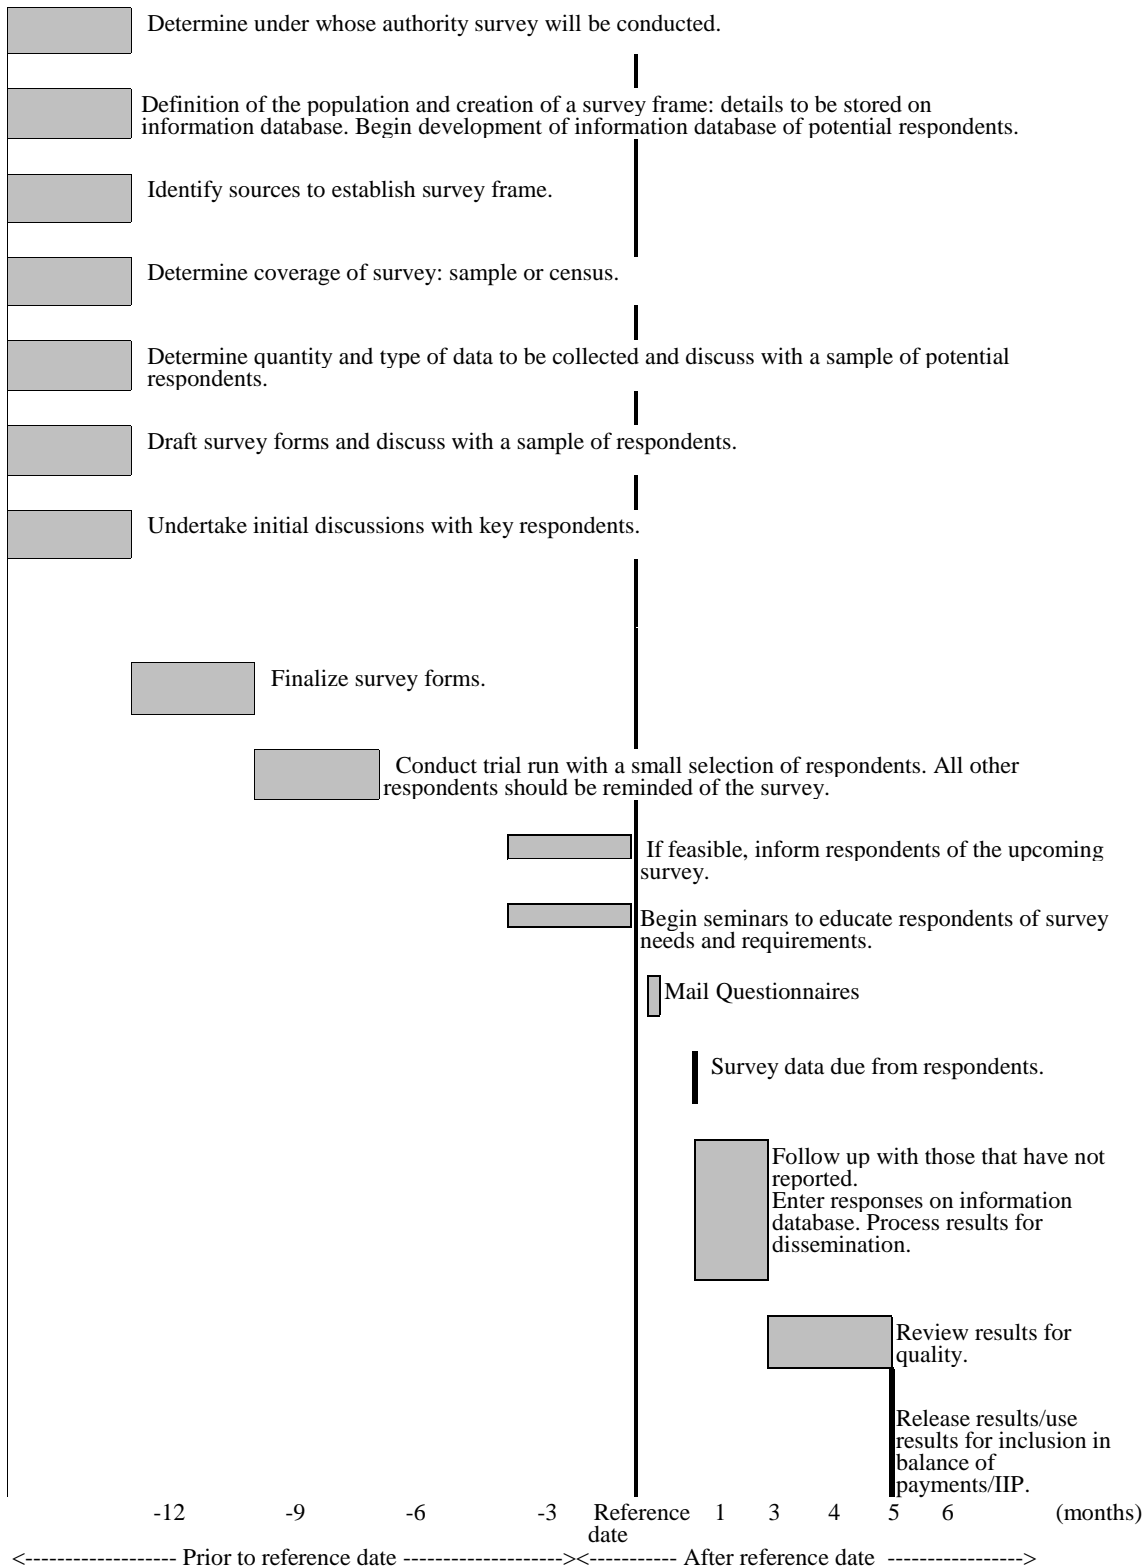 Determine under whose authority survey will be conducted.
Definition of the population and creation of a survey frame: details to be stored on
information database. Begin development of information database of potential respondents.
Identify sources to establish survey frame.
Determine coverage of survey: sample or census.
Determine quantity and type of data to be collected and discuss with a sample of potential
respondents.
Draft survey forms and discuss with a sample of respondents.
Undertake initial discussions with key respondents.
Finalize survey forms.
Conduct trial run with a small selection of respondents. All other
respondents should be reminded of the survey.
If feasible, inform respondents of the upcoming
survey.
Begin seminars to educate respondents of survey
needs and requirements.
Mail Questionnaires
Survey data due from respondents.
Follow up with those that have not
reported.
Enter responses on information
database. Process results for
dissemination.
Review results for
quality.
Release results/use
results for inclusion in
balance of
payments/IIP.
-12 -9 -6 -3 Reference 1 3 4 5 6 (months)
date
<------------------- Prior to reference date --------------------><----------- After reference date ----------------->